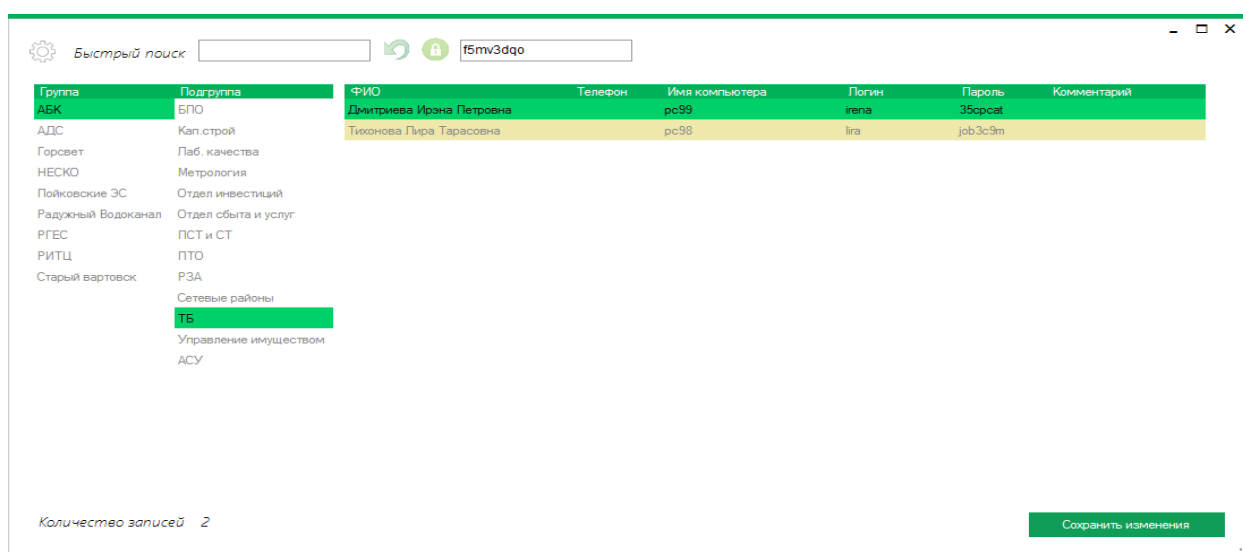 Быстрый поиск f5mv3dqo
Группа Подгруппа ФИО Телефон Имя компьютера Логин Пароль Комментарий
АБК БПО Дмитриева Ирэна Петровна pc99 irena 35cpcat
АДС Кап.строй Тихонова Лира Тарасовна pc98 lira job3c9m
Горсвет Лаб. качества
НЕСКО Метрология
Пойковские ЭС Отдел инвестиций
Радужный Водоканал Отдел сбыта и услуг
РГЕС ПСТ и СТ
РИТЦ ПТО
Старый вартовск РЗА
Сетевые районы
ТБ
Управление имуществом
АСУ
Количество записей 2 Сохранить изменения